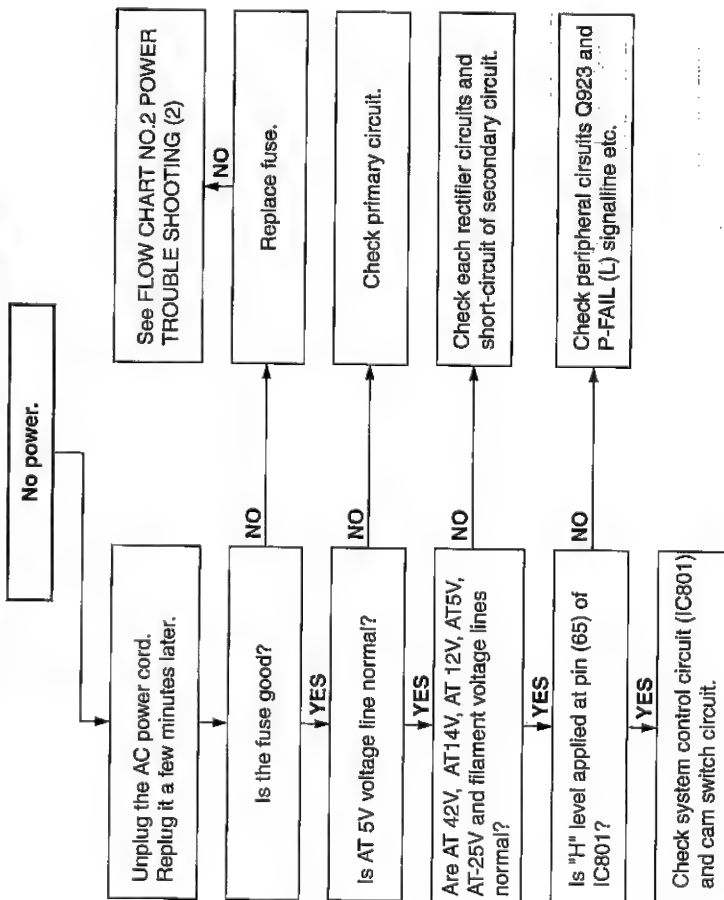 No power.
Unplug the AC power cord.
Replug it a few minutes later.
See FLOW CHART NO.2 POWER
TROUBLE SHOOTING (2)
NO
Is the fuse good?
NO
Replace fuse.
YES
Is AT 5V voltage line normal?
NO
Check primary circuit.
YES
Are AT 42V, AT14V, AT 12V, AT5V,
AT-25V and filament voltage lines
normal?
NO
Check each rectifier circuits and
short-circuit of secondary circuit.
YES
Is "H" level applied at pin (65) of
IC801?
NO
Check peripheral cirsuits Q923 and
P-FAIL (L) signalline etc.
YES
Check system control circuit (IC801)
and cam switch circuit.